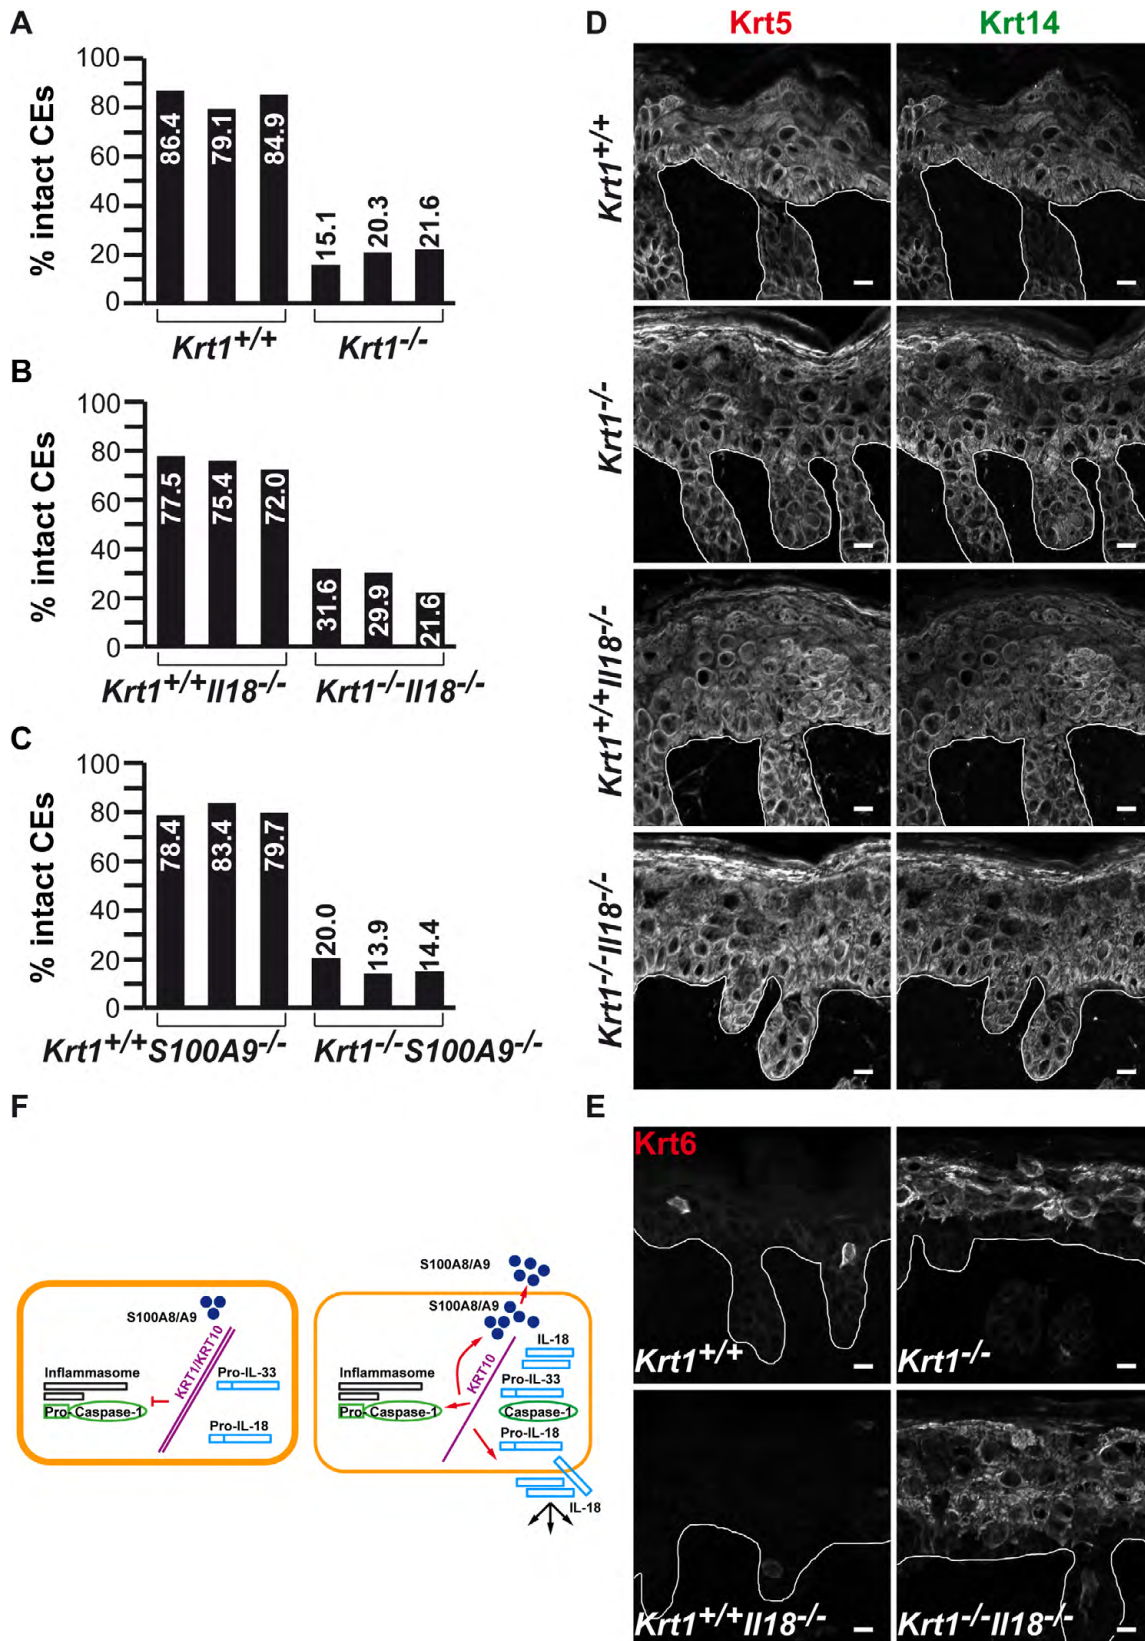 A
% intact CEs
100
80
60
40
20
0
86.4
79.1
84.9
15.1
20.3
21.6
Krt1+/+
Krt1-/-
B
% intact CEs
100
80
60
40
20
0
77.5
75.4
72.0
31.6
29.9
21.6
Krt1+/+Il18-/-
Krt1-/-Il18-/-
C
% intact CEs
100
80
60
40
20
0
78.4
83.4
79.7
20.0
13.9
14.4
Krt1+/+S100A9-/-
Krt1-/-S100A9-/-
D
Krt5
Krt14
Krt1+/+
Krt1-/-
Krt1+/+Il18-/-
Krt1-/-Il18-/-
E
Krt6
Krt1+/+
Krt1-/-
Krt1+/+Il18-/-
Krt1-/-Il18-/-
F
S100A8/A9
KRT1/KRT10
Inflammasome
Pro-Caspase-1
Pro-IL-33
Pro-IL-18
S100A8/A9
S100A8/A9
KRT10
IL-18
Inflammasome
Pro-Caspase-1
Pro-IL-33
Caspase-1
Pro-IL-18
IL-18